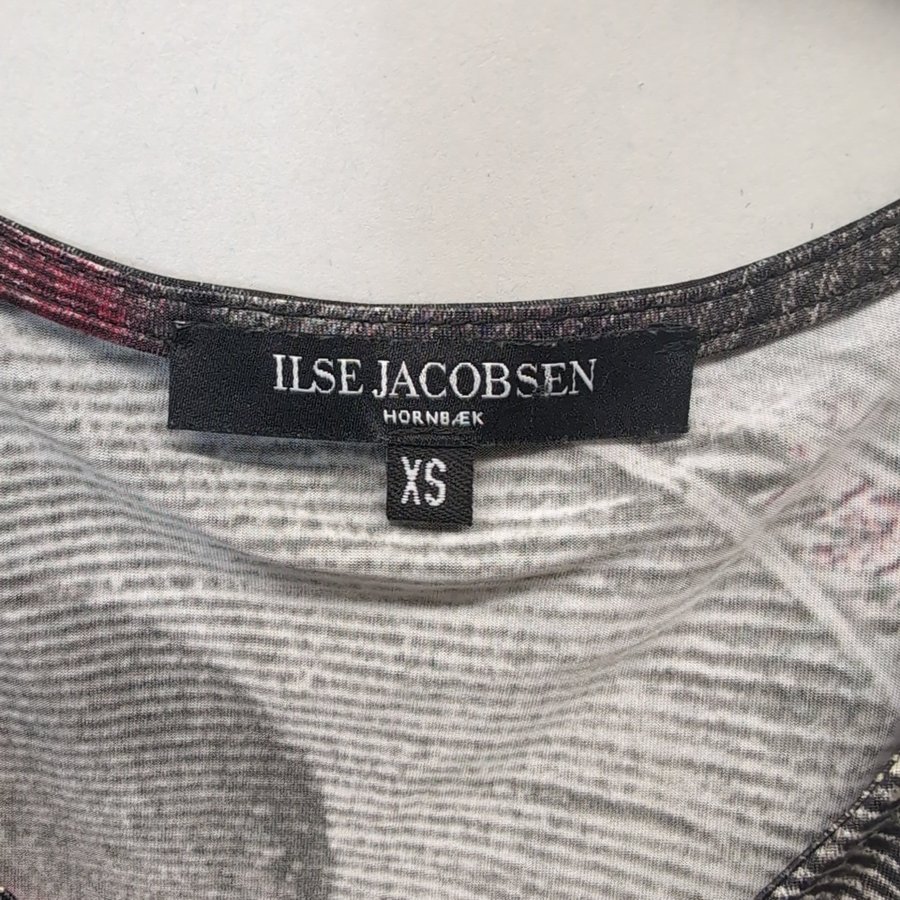 ILSE JACOBSEN
HORNBÆK
XS